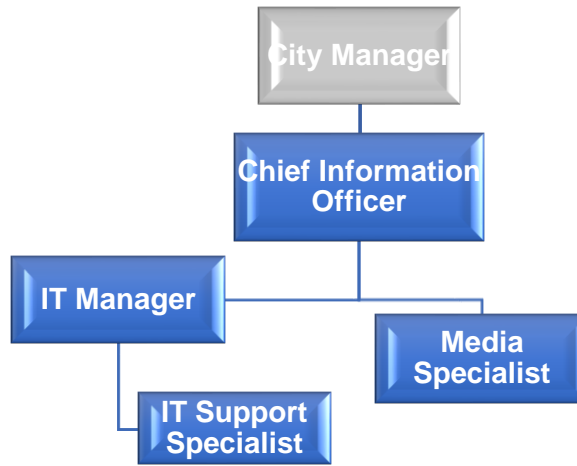 City Manager
Chief Information
Officer
IT Manager
Media
Specialist
IT Support
Specialist